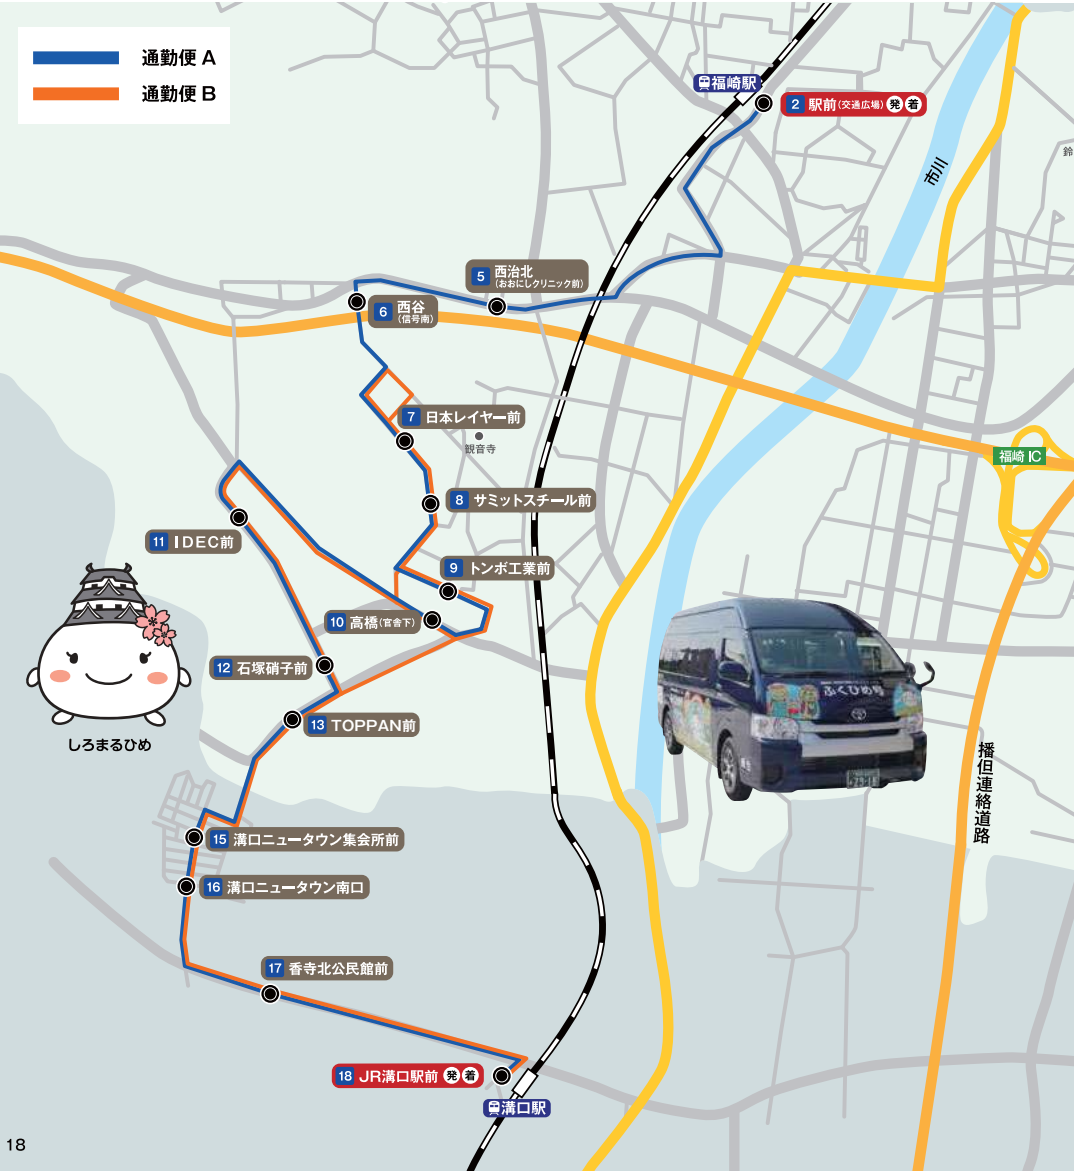 通勤便 A
通勤便 B
福崎駅
2 駅前(交通広場) 発 着
市川
鈴
5 西治北
(おおにしクリニック前)
6 西谷
(信号南)
7 日本レイヤー前
観音寺
福崎 IC
8 サミットスチール前
11 IDEC前
9 トンボ工業前
10 高橋(官舎下)
12 石塚硝子前
ふくひめ号
13 TOPPAN前
しろまるひめ
播但連絡道路
15 溝口ニュータウン集会所前
16 溝口ニュータウン南口
17 香寺北公民館前
18 JR溝口駅前 発 着
溝口駅
18